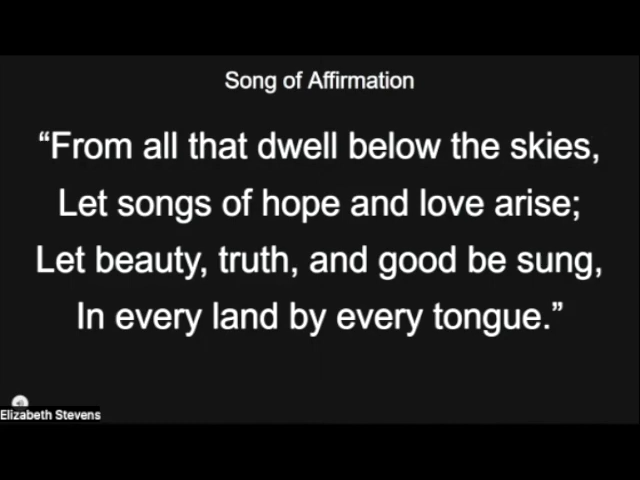 Song of Affirmation
“From all that dwell below the skies,
Let songs of hope and love arise;
Let beauty, truth, and good be sung,
In every land by every tongue.”
Elizabeth Stevens